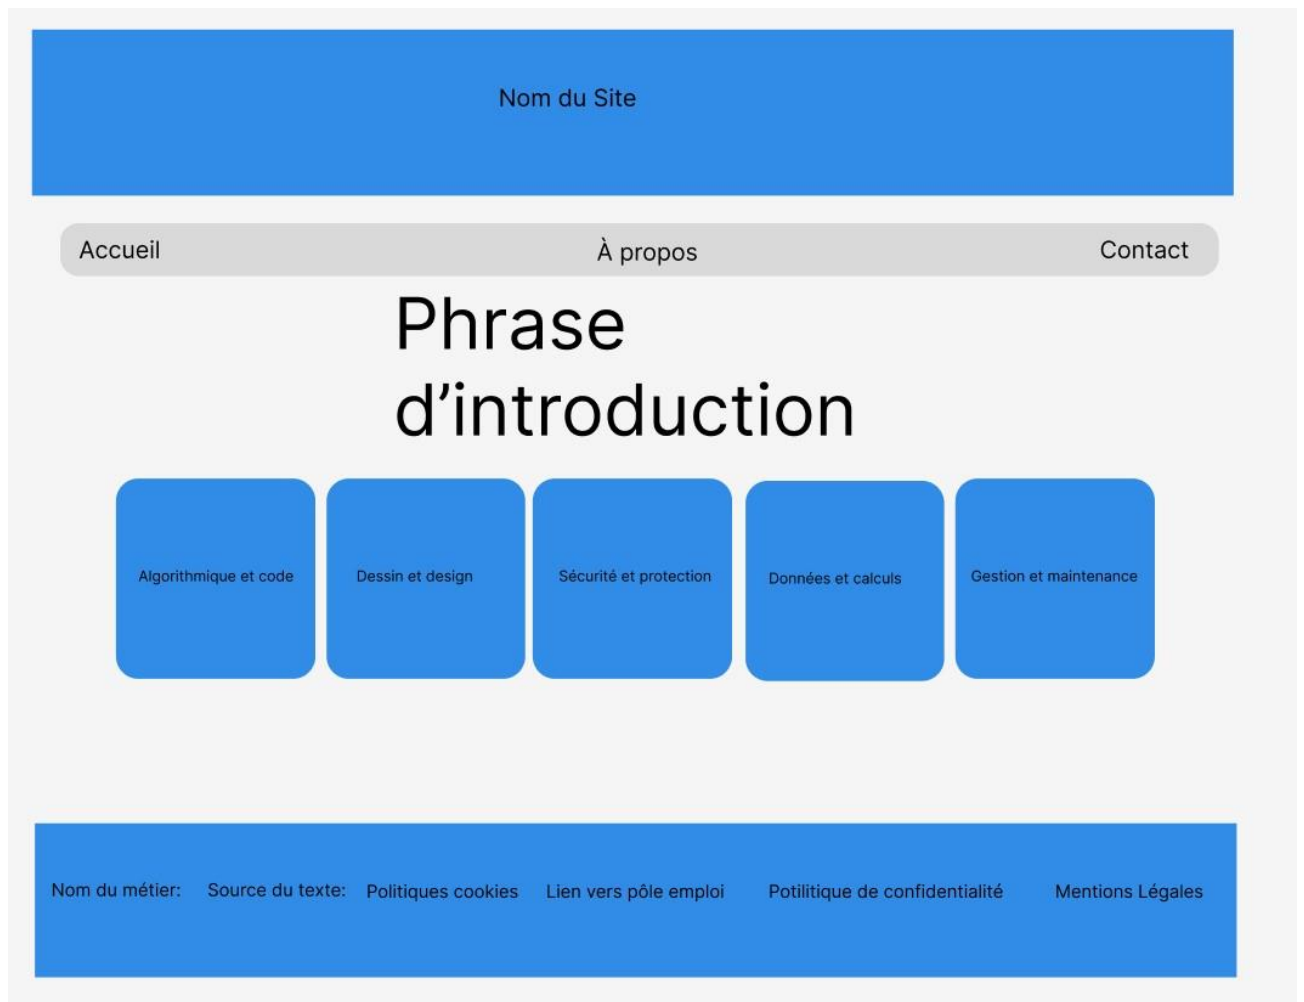 Nom du Site
Accueil
À propos
Contact
Phrase
d’introduction
Algorithmique et code
Dessin et design
Sécurité et protection
Données et calculs
Gestion et maintenance
Nom du métier:
Source du texte:
Politiques cookies
Lien vers pôle emploi
Potilitique de confidentialité
Mentions Légales